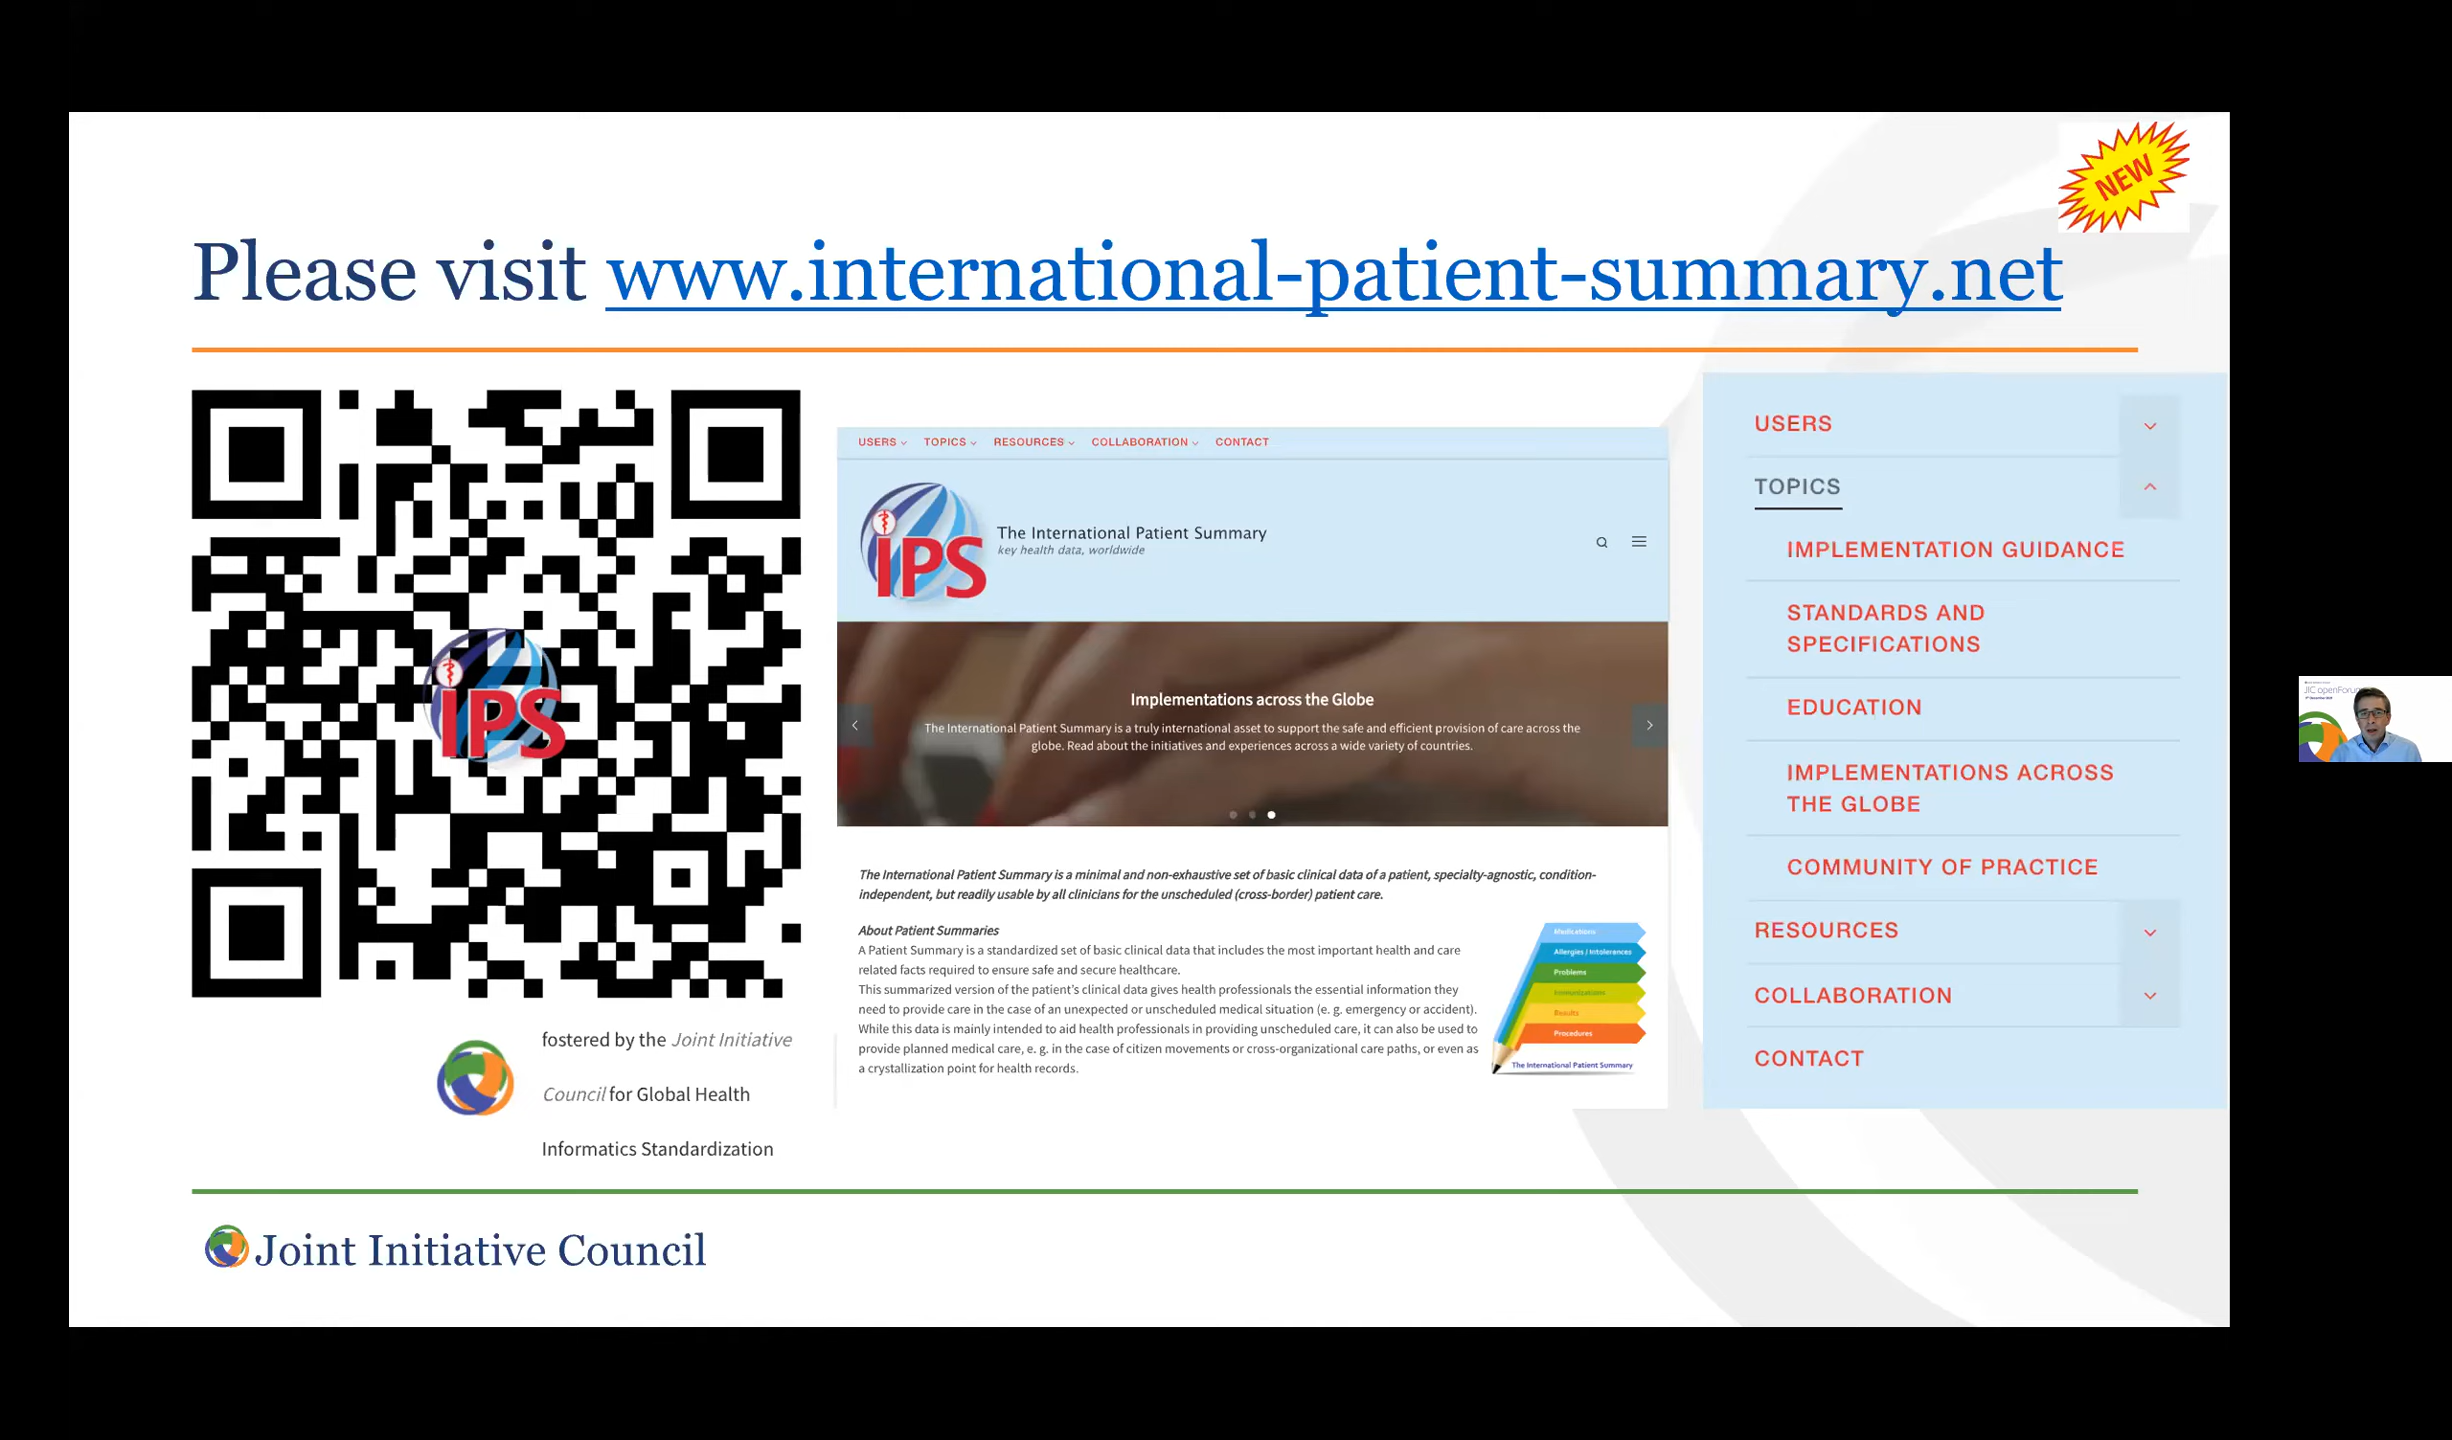 NEW
Please visit www.international-patient-summary.net
IPS
fostered by the Joint Initiative
Council for Global Health
Informatics Standardization
USERS TOPICS RESOURCES COLLABORATION CONTACT
IPS
The International Patient Summary
key health data, worldwide
Implementations across the Globe
The International Patient Summary is a truly international asset to support the safe and efficient provision of care across the
globe. Read about the initiatives and experiences across a wide variety of countries.
The International Patient Summary is a minimal and non-exhaustive set of basic clinical data of a patient, specialty-agnostic, condition-
independent, but readily usable by all clinicians for the unscheduled (cross-border) patient care.
About Patient Summaries
A Patient Summary is a standardized set of basic clinical data that includes the most important health and care
related facts required to ensure safe and secure healthcare.
This summarized version of the patient's clinical data gives health professionals the essential information they
need to provide care in the case of an unexpected or unscheduled medical situation (e. g. emergency or accident).
While this data is mainly intended to aid health professionals in providing unscheduled care, it can also be used to
provide planned medical care, e. g. in the case of citizen movements or cross-organizational care paths, or even as
a crystallization point for health records.
Medications
Allergies / Intolerances
Problems
Immunizations
Results
Procedures
The International Patient Summary
USERS
TOPICS
IMPLEMENTATION GUIDANCE
STANDARDS AND
SPECIFICATIONS
EDUCATION
IMPLEMENTATIONS ACROSS
THE GLOBE
COMMUNITY OF PRACTICE
RESOURCES
COLLABORATION
CONTACT
JIC
Joint Initiative Council